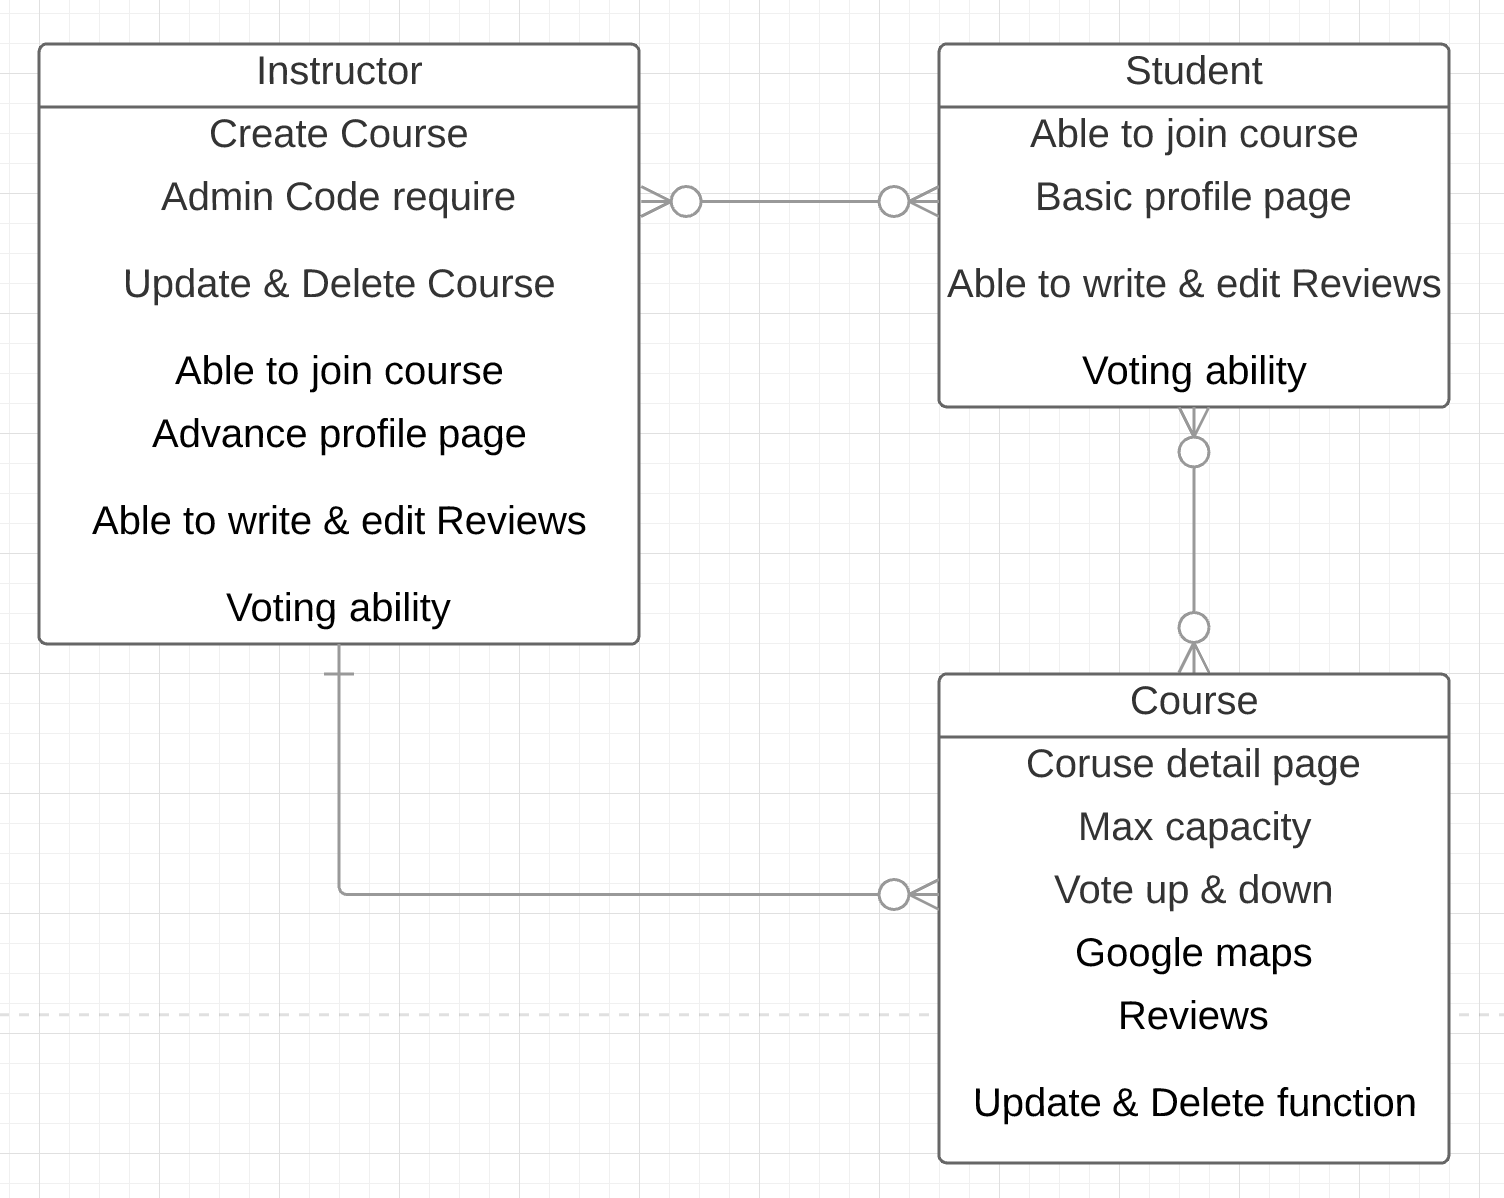 Instructor
Create Course
Admin Code require
Update & Delete Course
Able to join course
Advance profile page
Able to write & edit Reviews
Voting ability
Student
Able to join course
Basic profile page
Able to write & edit Reviews
Voting ability
Course
Coruse detail page
Max capacity
Vote up & down
Google maps
Reviews
Update & Delete function